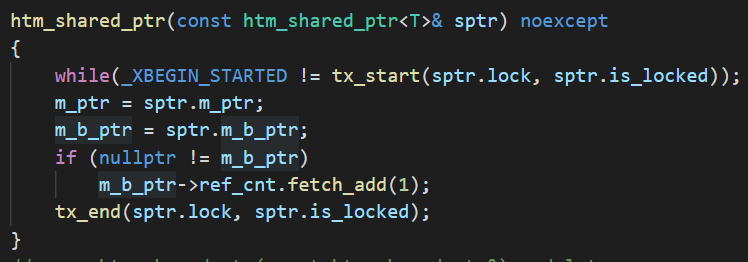 htm_shared_ptr(const htm_shared_ptr<T>& sptr) noexcept
{
while(_XBEGIN_STARTED != tx_start(sptr.lock, sptr.is_locked));
m_ptr = sptr.m_ptr;
m_b_ptr = sptr.m_b_ptr;
if (nullptr != m_b_ptr)
m_b_ptr->ref_cnt.fetch_add(1);
tx_end(sptr.lock, sptr.is_locked);
}